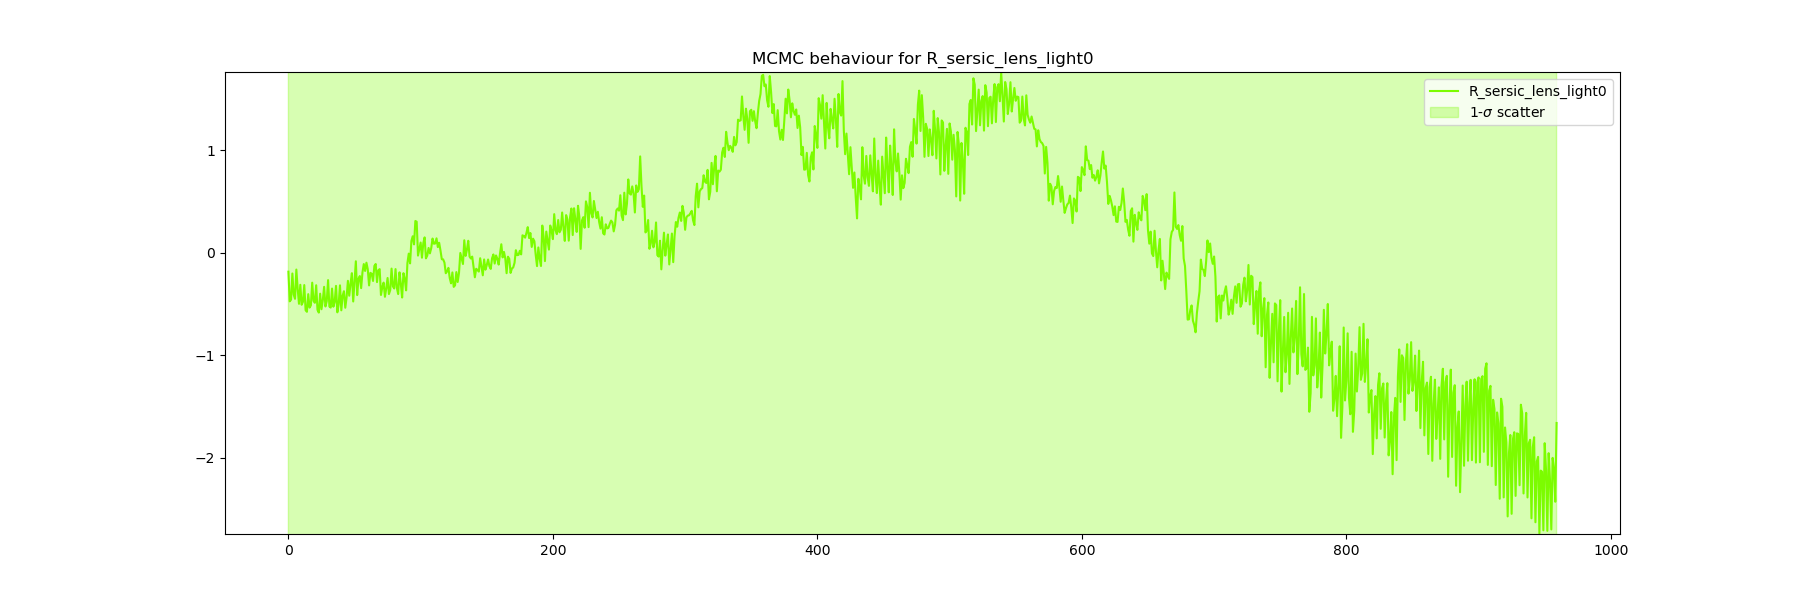 MCMC behaviour for R_sersic_lens_light0
R_sersic_lens_light0
1-σ scatter
1
0
−1
−2
0 200 400 600 800 1000